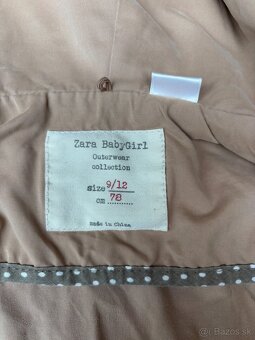 Zara BabyGirl
Outerwear
collection
size 9/12
cm 78
Made in China
Bazos.sk